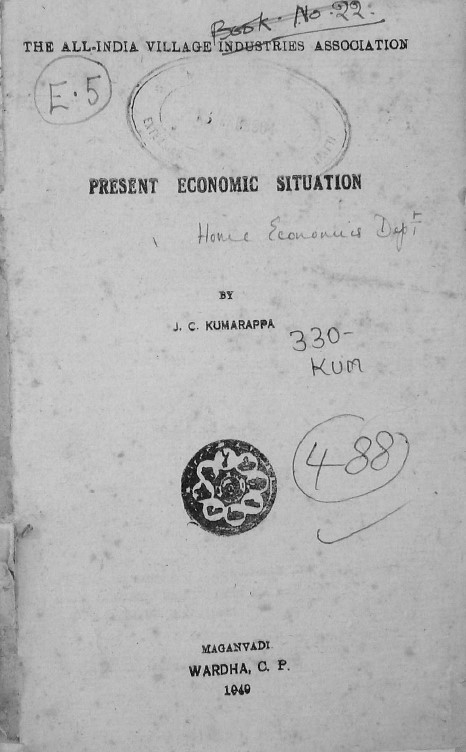 Book. No. 22.
THE ALL-INDIA VILLAGE INDUSTRIES ASSOCIATION
E.5
PRESENT ECONOMIC SITUATION
Home Economics Dept
BY
J. C. KUMARAPPA
330-
KUM
4-88
MAGANVADI
WARDHA, C. P.
1949